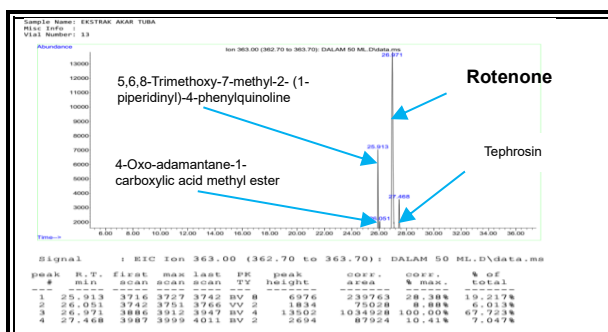 Sample Name: EKSTRAK AKAR TUBA
Misc Info :
Vial Number: 13
Abundance
Ion 363.00 (362.70 to 363.70): DALAM 50 ML.D\data.ms
26.971
13000
12000
11000
10000
9000
8000
7000
6000
5000
4000
3000
2000
5,6,8-Trimethoxy-7-methyl-2- (1-
piperidinyl)-4-phenylquinoline
Rotenone
25.913
4-Oxo-adamantane-1-
carboxylic acid methyl ester
Tephrosin
27.468
26.051
6.00 8.00 10.00 12.00 14.00 16.00 18.00 20.00 22.00 24.00 26.00 28.00 30.00 32.00 34.00 36.00
Time-->
Signal : EIC Ion 363.00 (362.70 to 363.70): DALAM 50 ML.D\data.ms
peak R.T. first max last PK peak corr. corr. % of
# min scan scan scan TY height area % max. total
1 25.913 3716 3727 3742 BV 8 6976 239763 28.38% 19.217%
2 26.051 3742 3751 3766 VV 2 1834 75028 8.88% 6.013%
3 26.971 3886 3912 3947 BV 4 13502 1034928 100.00% 67.723%
4 27.468 3987 3999 4011 BV 2 2694 87924 10.41% 7.047%